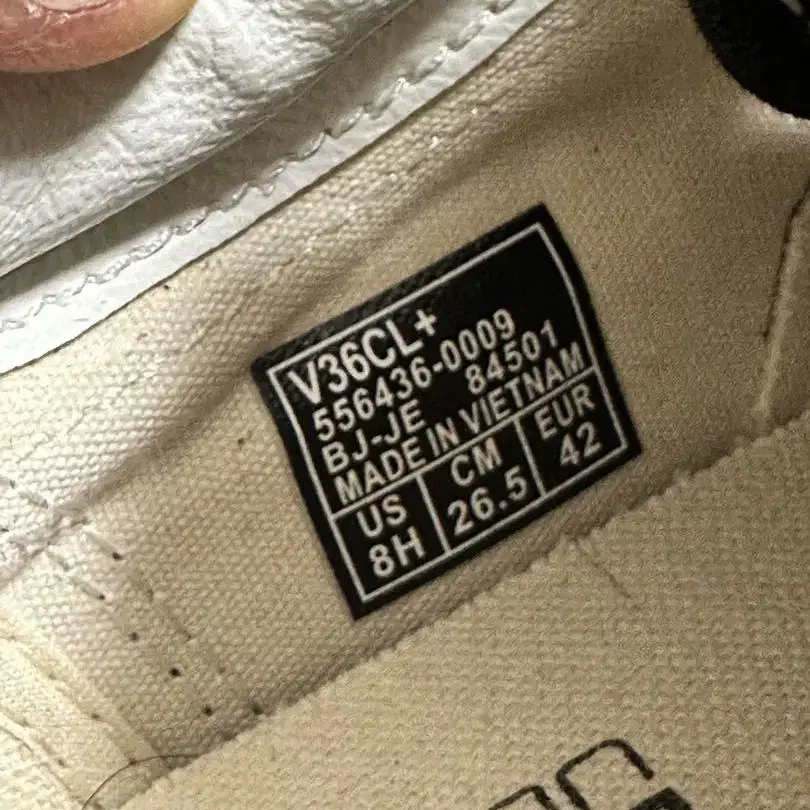 V36CL+
556436-0009
BJ-JE 84501
MADE IN VIETNAM
US CM EUR
8H 26.5 42